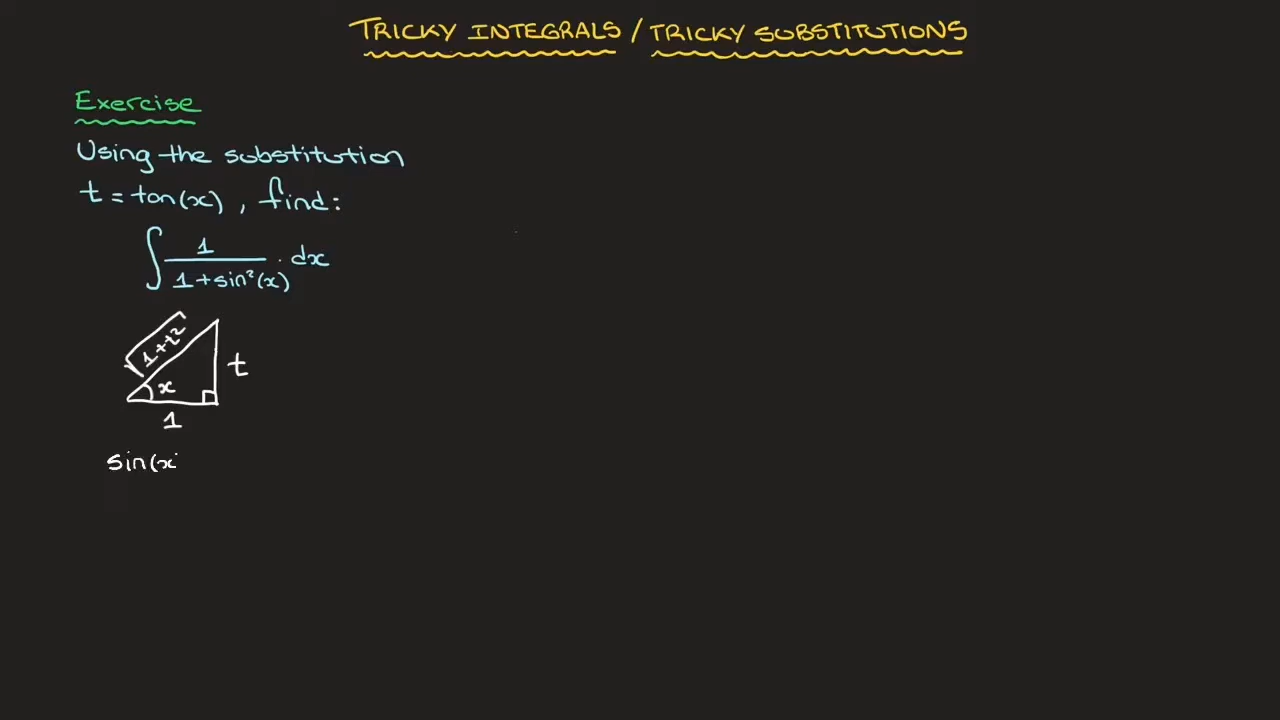 TRICKY INTEGRALS / TRICKY SUBSTITUTIONS
Exercise
Using the substitution
t = tan(x), find:
∫ 1/(1+sin²(x)) · dx
√(1+t²)
t
x
1
sin(x